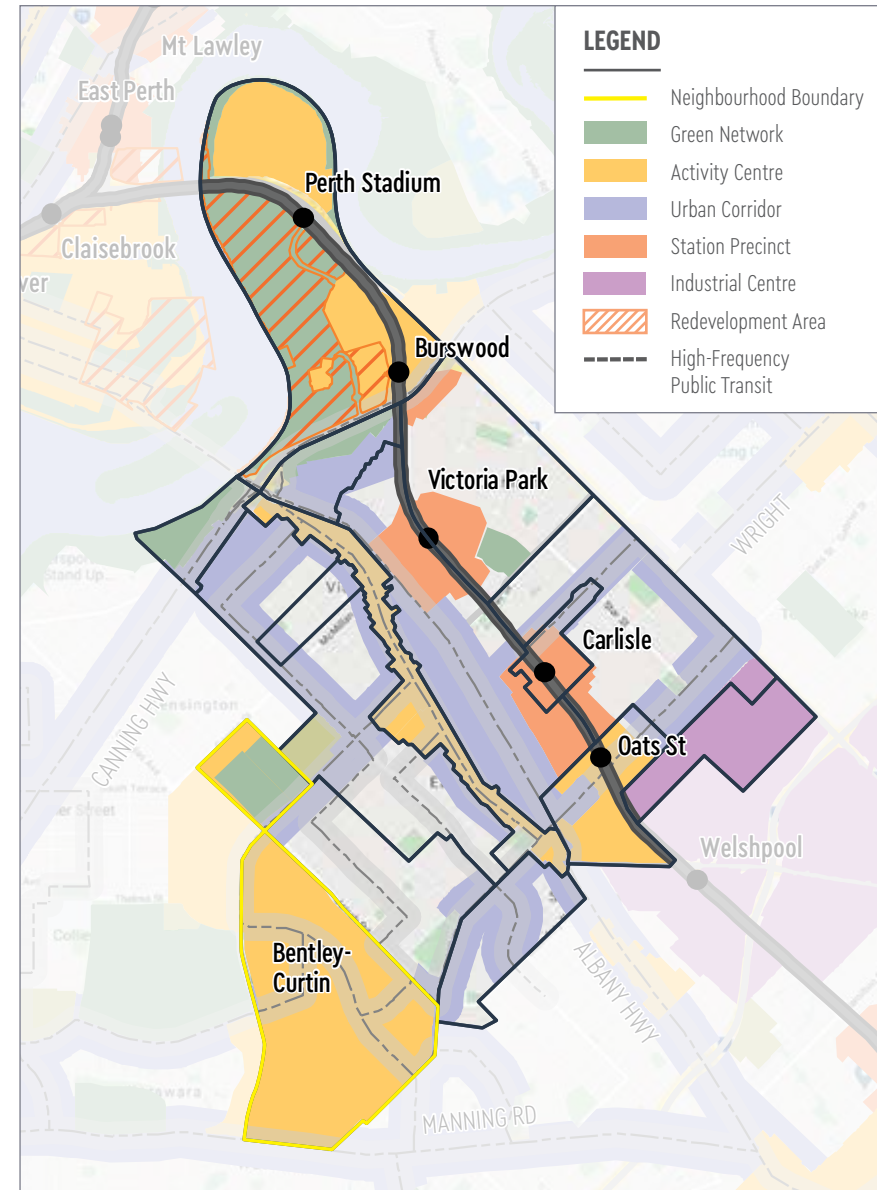 Mt Lawley
East Perth
Perth Stadium
Claisebrook
ver
Burswood
Victoria Park
Carlisle
Oats St
Welshpool
WRIGHT
CANNING HWY
ensington
ALBANY HWY
Bentley-
Curtin
MANNING RD
LEGEND
Neighbourhood Boundary
Green Network
Activity Centre
Urban Corridor
Station Precinct
Industrial Centre
Redevelopment Area
High-Frequency
Public Transit